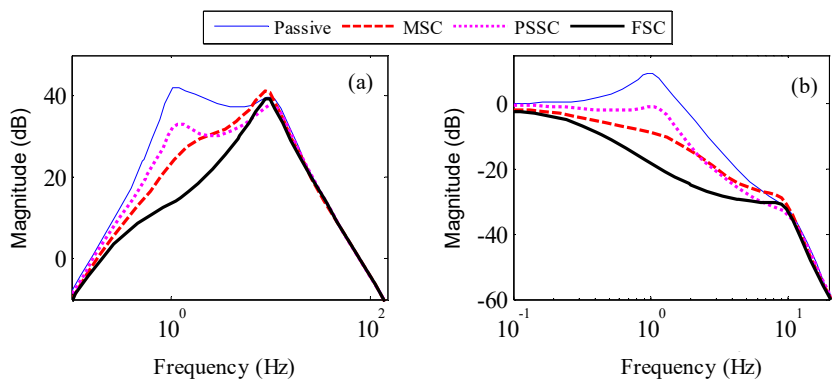 Passive MSC PSSC FSC
(a)
Magnitude (dB)
40
20
0
10^0 10^2
Frequency (Hz)
(b)
Magnitude (dB)
0
-20
-40
-60
10^-1 10^0 10^1
Frequency (Hz)